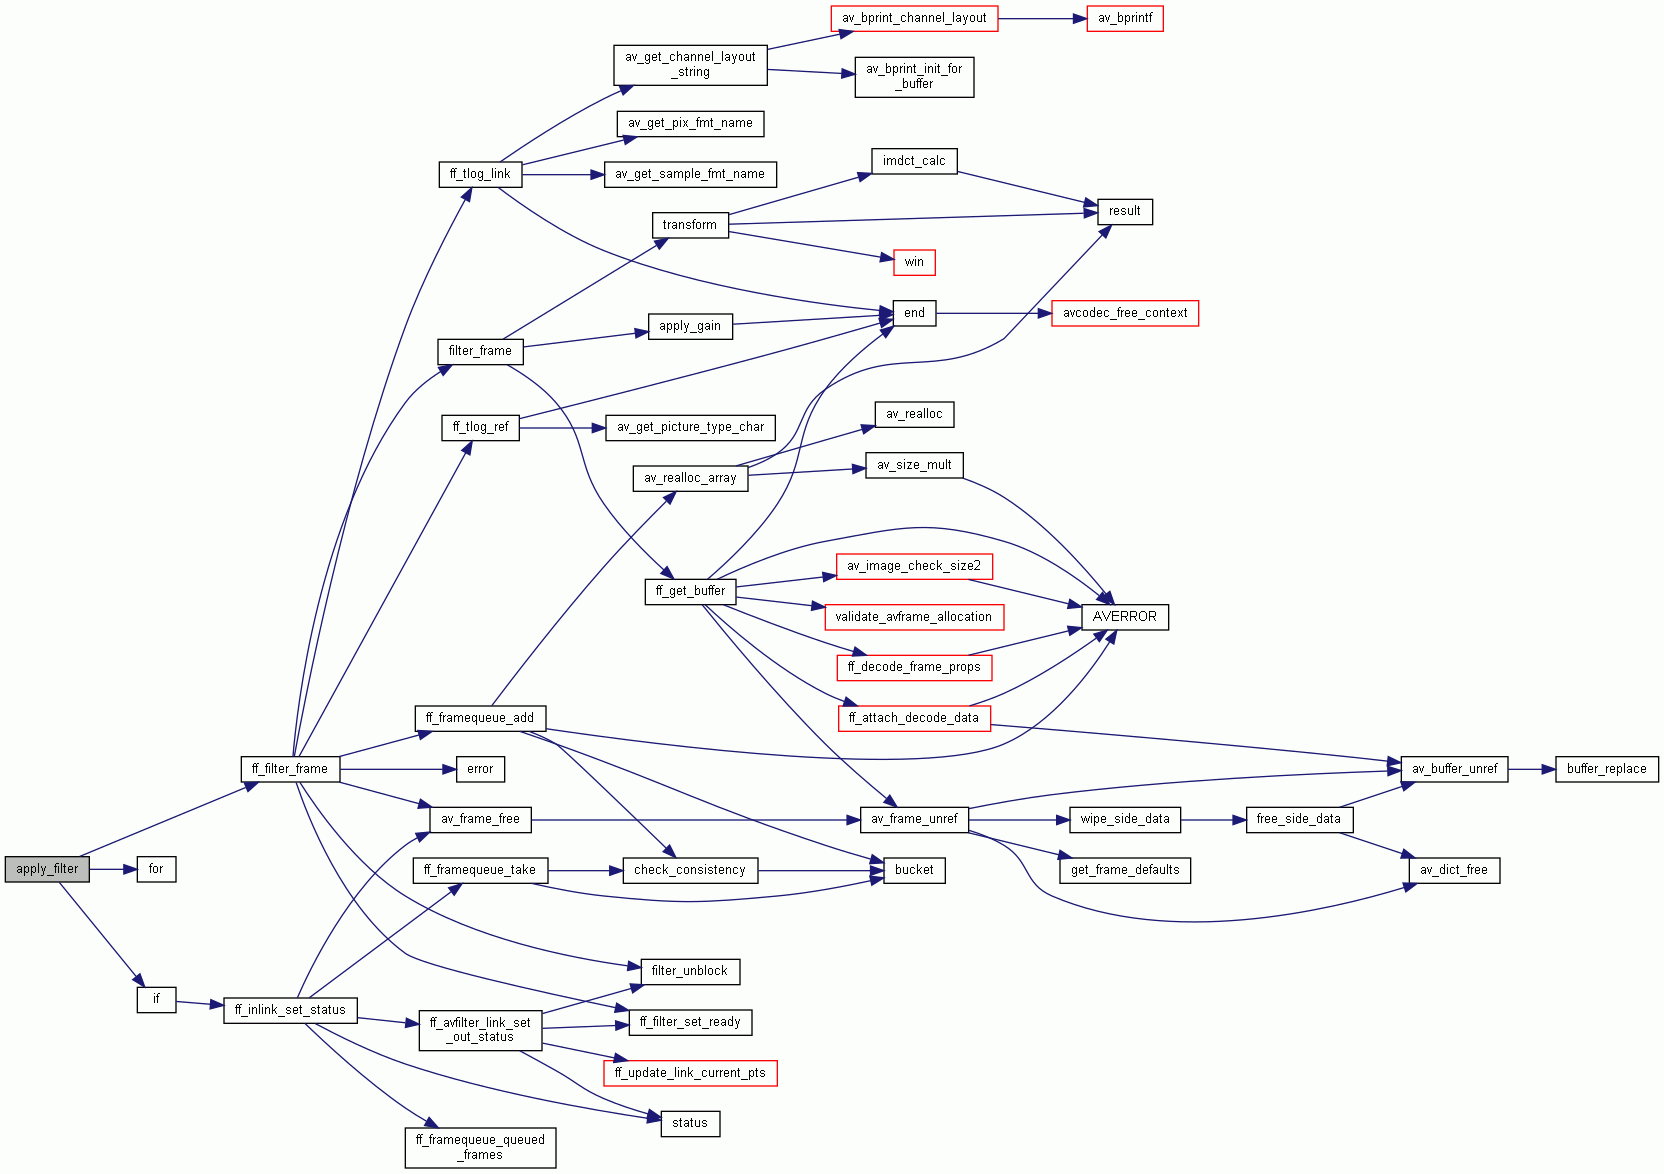 av_bprint_channel_layout
av_bprintf
av_get_channel_layout
_string
av_bprint_init_for
_buffer
av_get_pix_fmt_name
ff_tlog_link
av_get_sample_fmt_name
imdct_calc
result
transform
win
end
avcodec_free_context
apply_gain
filter_frame
ff_tlog_ref
av_get_picture_type_char
av_realloc
av_realloc_array
av_size_mult
av_image_check_size2
ff_get_buffer
validate_avframe_allocation
AVERROR
ff_decode_frame_props
ff_framequeue_add
ff_attach_decode_data
ff_filter_frame
error
av_buffer_unref
buffer_replace
av_frame_free
av_frame_unref
wipe_side_data
free_side_data
apply_filter
for
ff_framequeue_take
check_consistency
bucket
get_frame_defaults
av_dict_free
filter_unblock
if
ff_inlink_set_status
ff_avfilter_link_set
_out_status
ff_filter_set_ready
ff_update_link_current_pts
status
ff_framequeue_queued
_frames